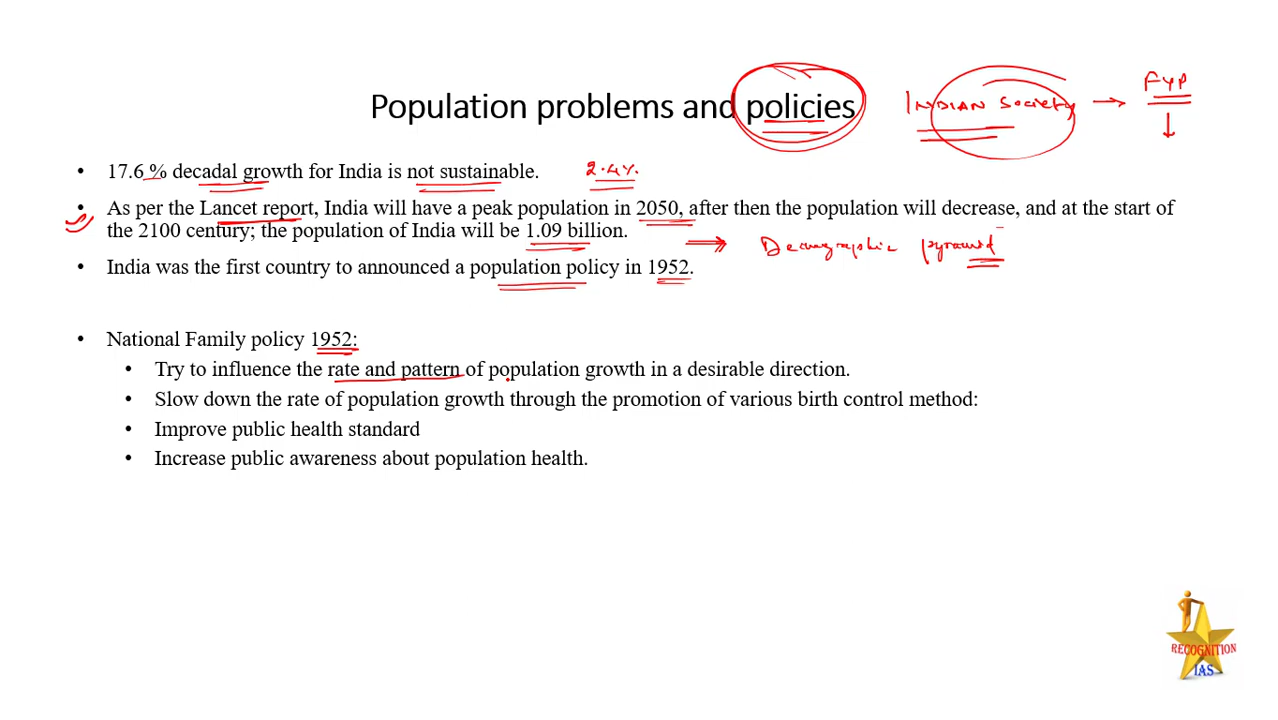 Population problems and policies
INDIAN Society → FYP
• 17.6 % decadal growth for India is not sustainable.
2.4%.
• As per the Lancet report, India will have a peak population in 2050, after then the population will decrease, and at the start of
the 2100 century; the population of India will be 1.09 billion.
Demographic pyramid
• India was the first country to announced a population policy in 1952.
• National Family policy 1952:
• Try to influence the rate and pattern of population growth in a desirable direction.
• Slow down the rate of population growth through the promotion of various birth control method:
• Improve public health standard
• Increase public awareness about population health.
RECOGNITION
IAS